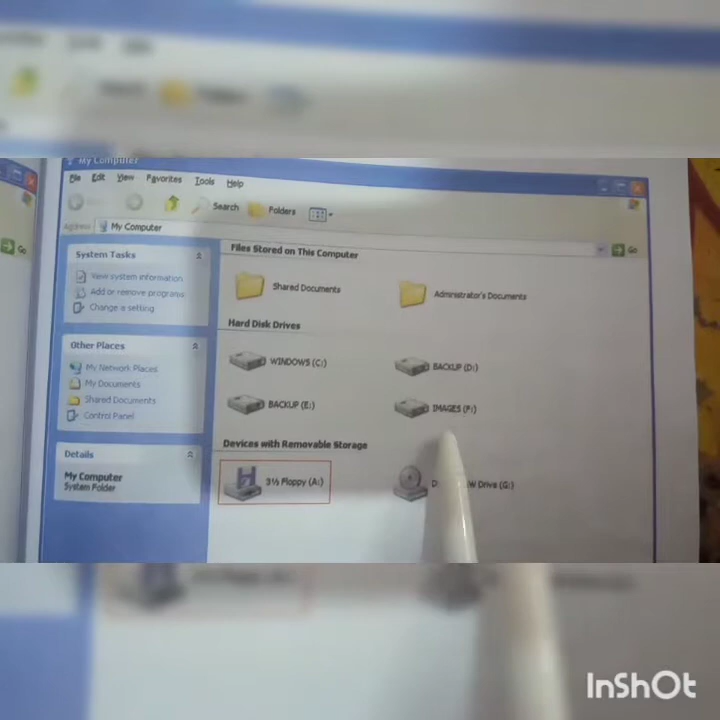 My Computer
File Edit View Favorites Tools Help
Search Folders
Address My Computer Go
Go
System Tasks
View system information
Add or remove programs
Change a setting
Other Places
My Network Places
My Documents
Shared Documents
Control Panel
Details
My Computer
System Folder
Files Stored on This Computer
Shared Documents Administrator's Documents
Hard Disk Drives
WINDOWS (C:) BACKUP (D:)
BACKUP (E:) IMAGES (F:)
Devices with Removable Storage
3½ Floppy (A:) Drive (G:)
InShOt